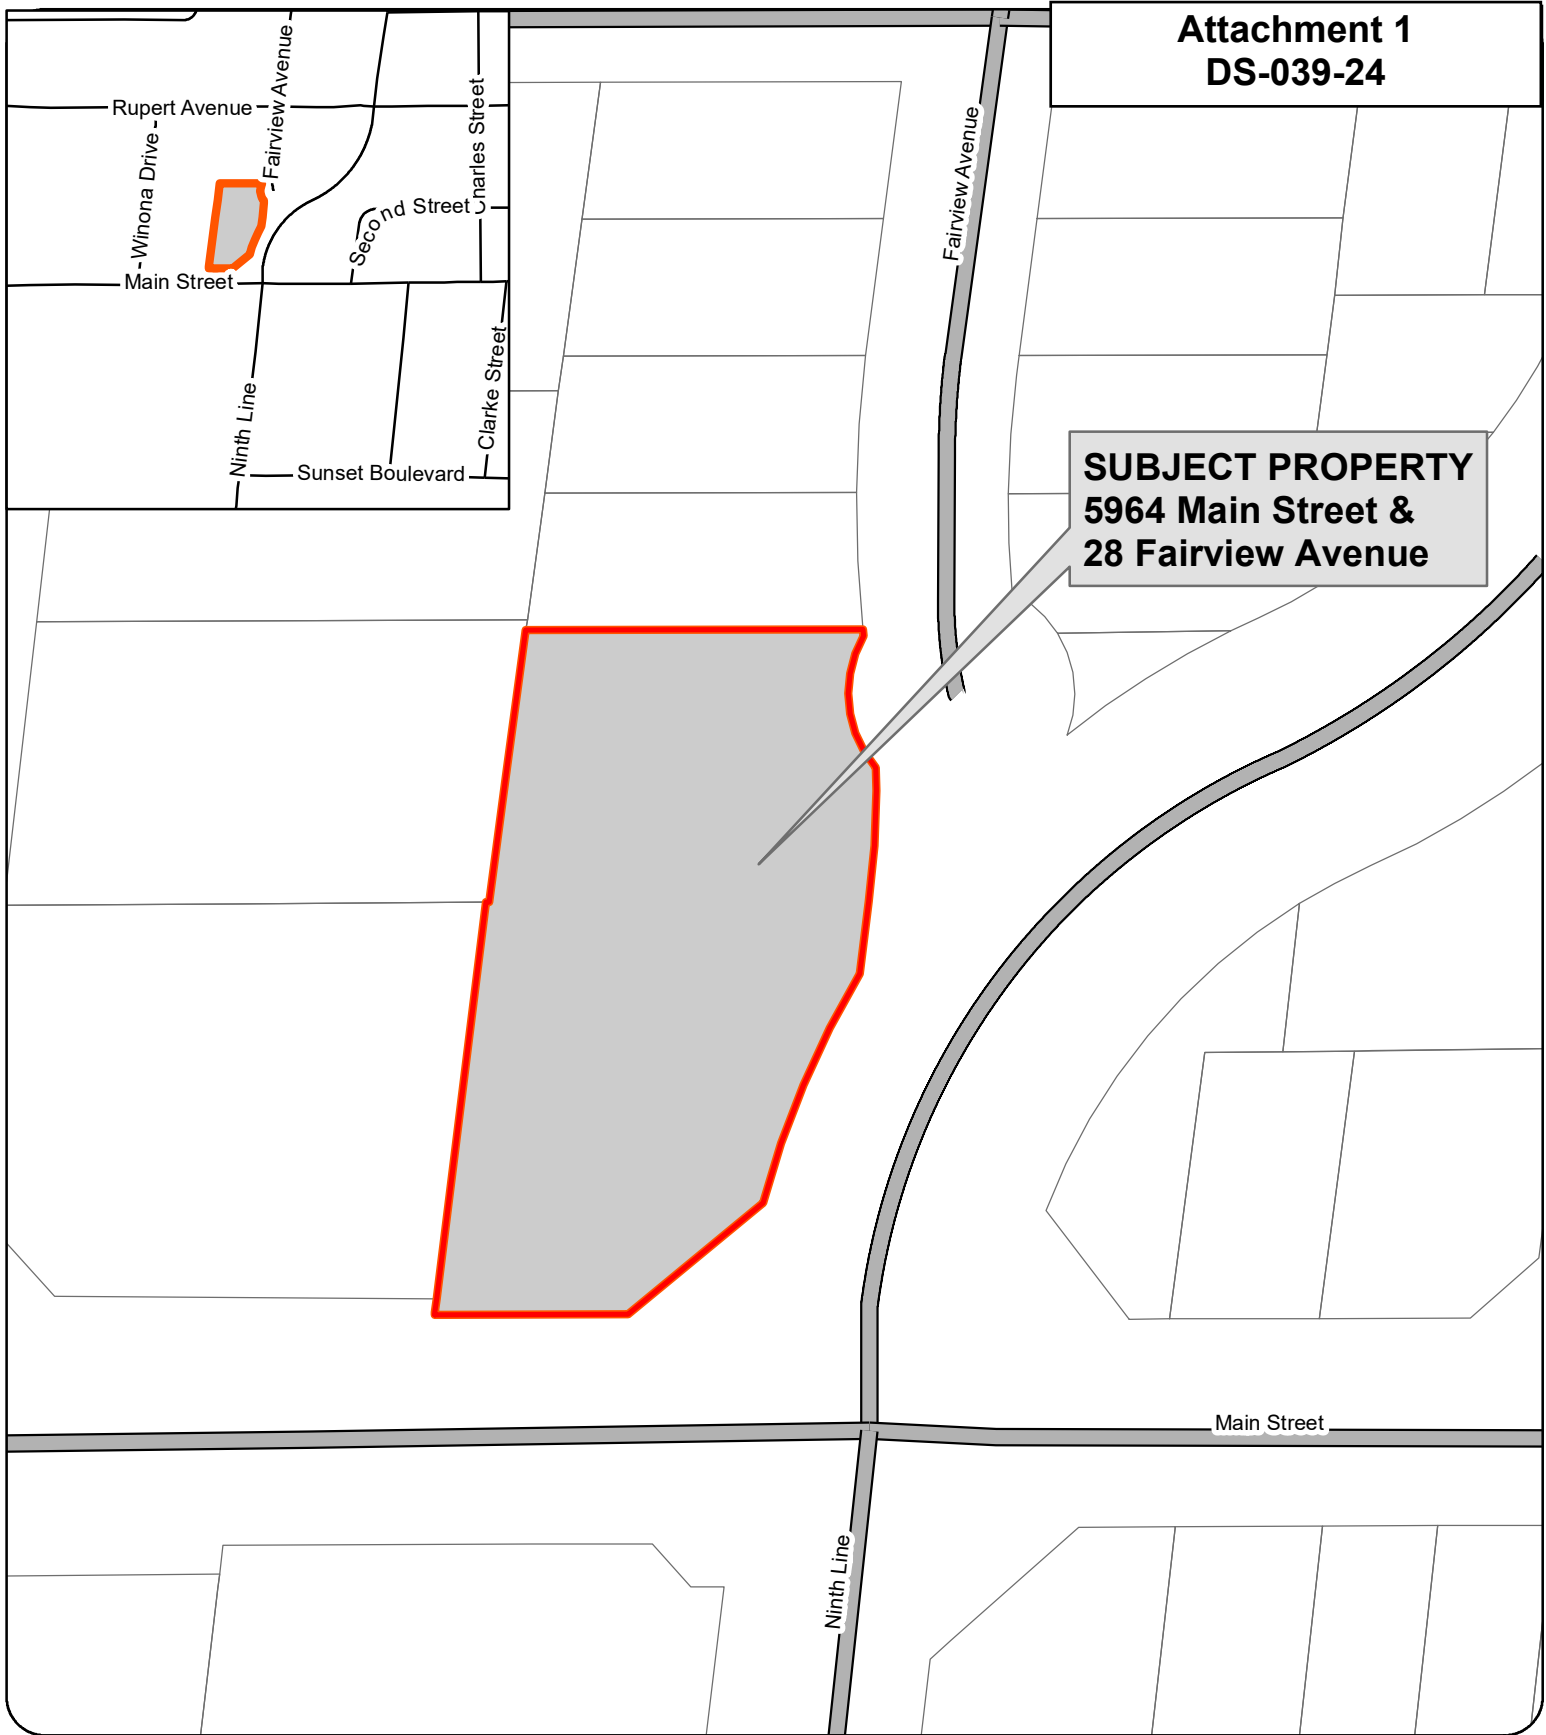 Attachment 1
DS-039-24
Rupert Avenue
Fairview Avenue
Winona Drive
Charles Street
Second Street
Main Street
Clarke Street
Ninth Line
Sunset Boulevard
Fairview Avenue
SUBJECT PROPERTY
5964 Main Street &
28 Fairview Avenue
Main Street
Ninth Line